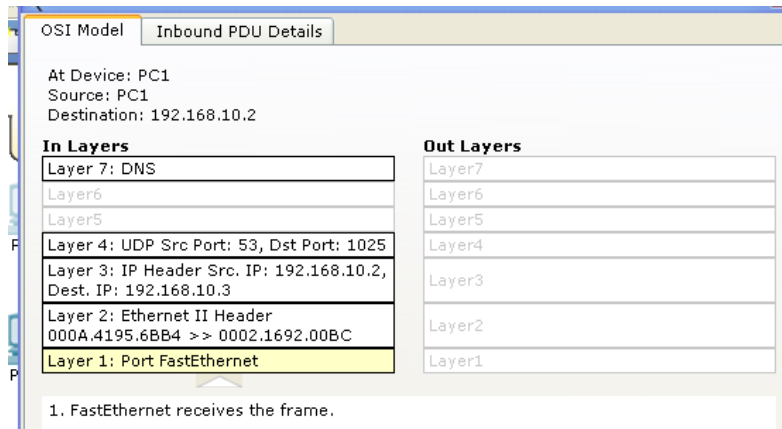 OSI Model
Inbound PDU Details
At Device: PC1
Source: PC1
Destination: 192.168.10.2
In Layers
Out Layers
Layer 7: DNS
Layer7
Layer6
Layer6
Layer5
Layer5
Layer 4: UDP Src Port: 53, Dst Port: 1025
Layer4
Layer 3: IP Header Src. IP: 192.168.10.2,
Dest. IP: 192.168.10.3
Layer3
Layer 2: Ethernet II Header
000A.4195.6BB4 >> 0002.1692.00BC
Layer2
Layer 1: Port FastEthernet
Layer1
1. FastEthernet receives the frame.